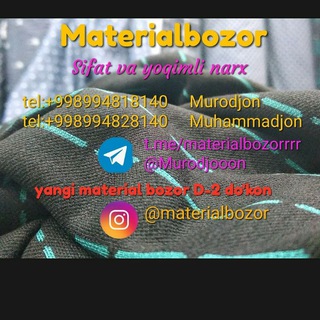 Materialbozor
Sifat va yoqimli narx
tel:+998994818140 Murodjon
tel:+998994828140 Muhammadjon
t.me/materialbozorrrr
@Murodjooon
yangi material bozor D-2 do'kon
@materialbozor